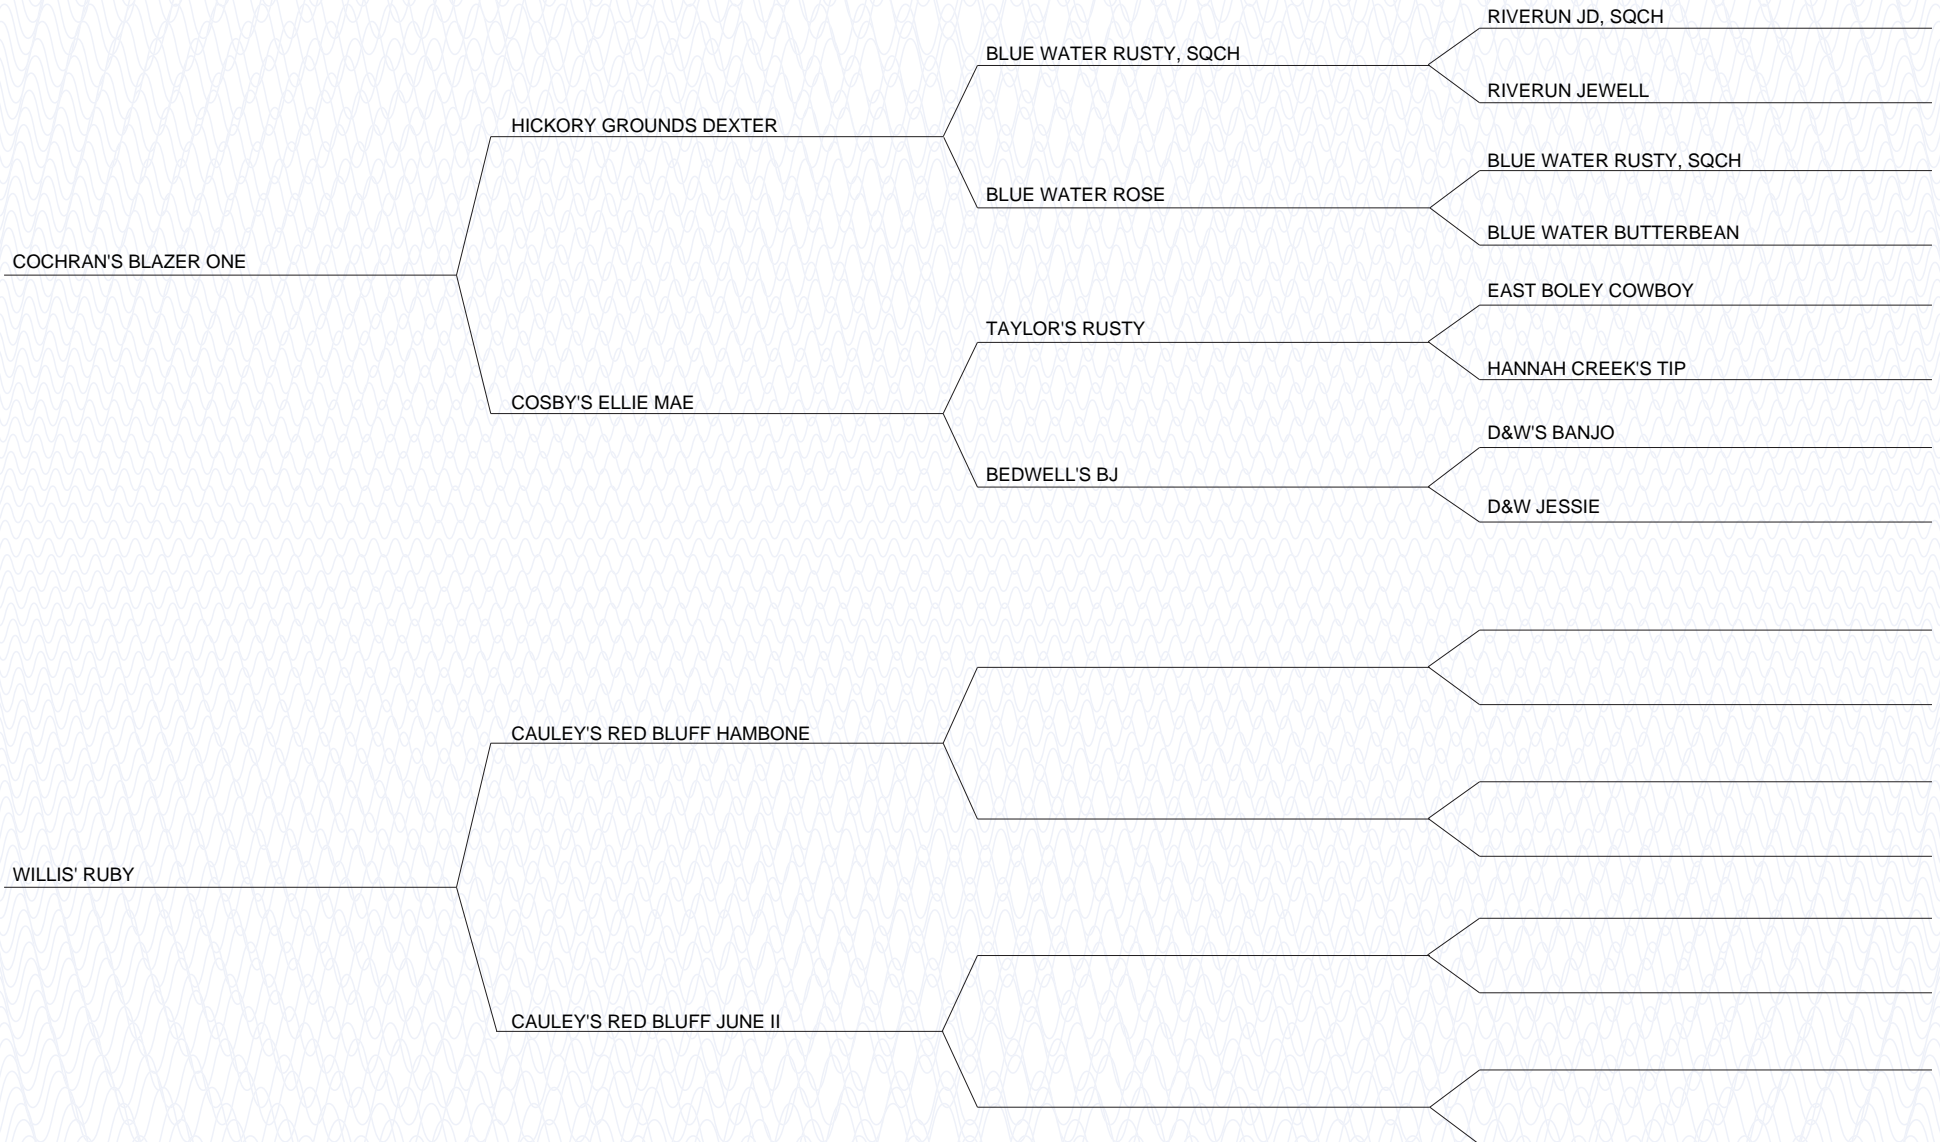 RIVERUN JD, SQCH
BLUE WATER RUSTY, SQCH
RIVERUN JEWELL
HICKORY GROUNDS DEXTER
BLUE WATER RUSTY, SQCH
BLUE WATER ROSE
BLUE WATER BUTTERBEAN
COCHRAN'S BLAZER ONE
EAST BOLEY COWBOY
TAYLOR'S RUSTY
HANNAH CREEK'S TIP
COSBY'S ELLIE MAE
D&W'S BANJO
BEDWELL'S BJ
D&W JESSIE
CAULEY'S RED BLUFF HAMBONE
WILLIS' RUBY
CAULEY'S RED BLUFF JUNE II